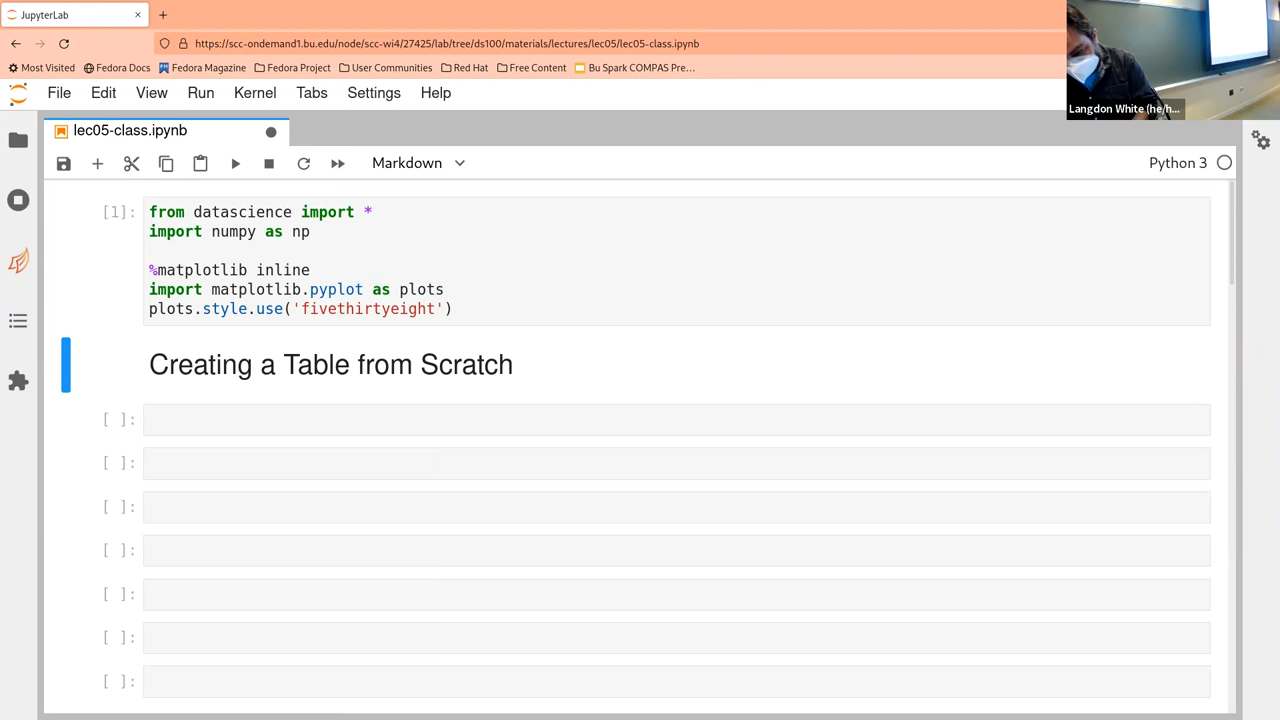 JupyterLab
https://scc-ondemand1.bu.edu/node/scc-wi4/27425/lab/tree/ds100/materials/lectures/lec05/lec05-class.ipynb
Most Visited Fedora Docs Fedora Magazine Fedora Project User Communities Red Hat Free Content Bu Spark COMPAS Pre…
File Edit View Run Kernel Tabs Settings Help
Langdon White (he/h...
lec05-class.ipynb
Markdown Python 3
[1]: from datascience import *
import numpy as np
%matplotlib inline
import matplotlib.pyplot as plots
plots.style.use('fivethirtyeight')
Creating a Table from Scratch
[ ]:
[ ]:
[ ]:
[ ]:
[ ]:
[ ]:
[ ]: